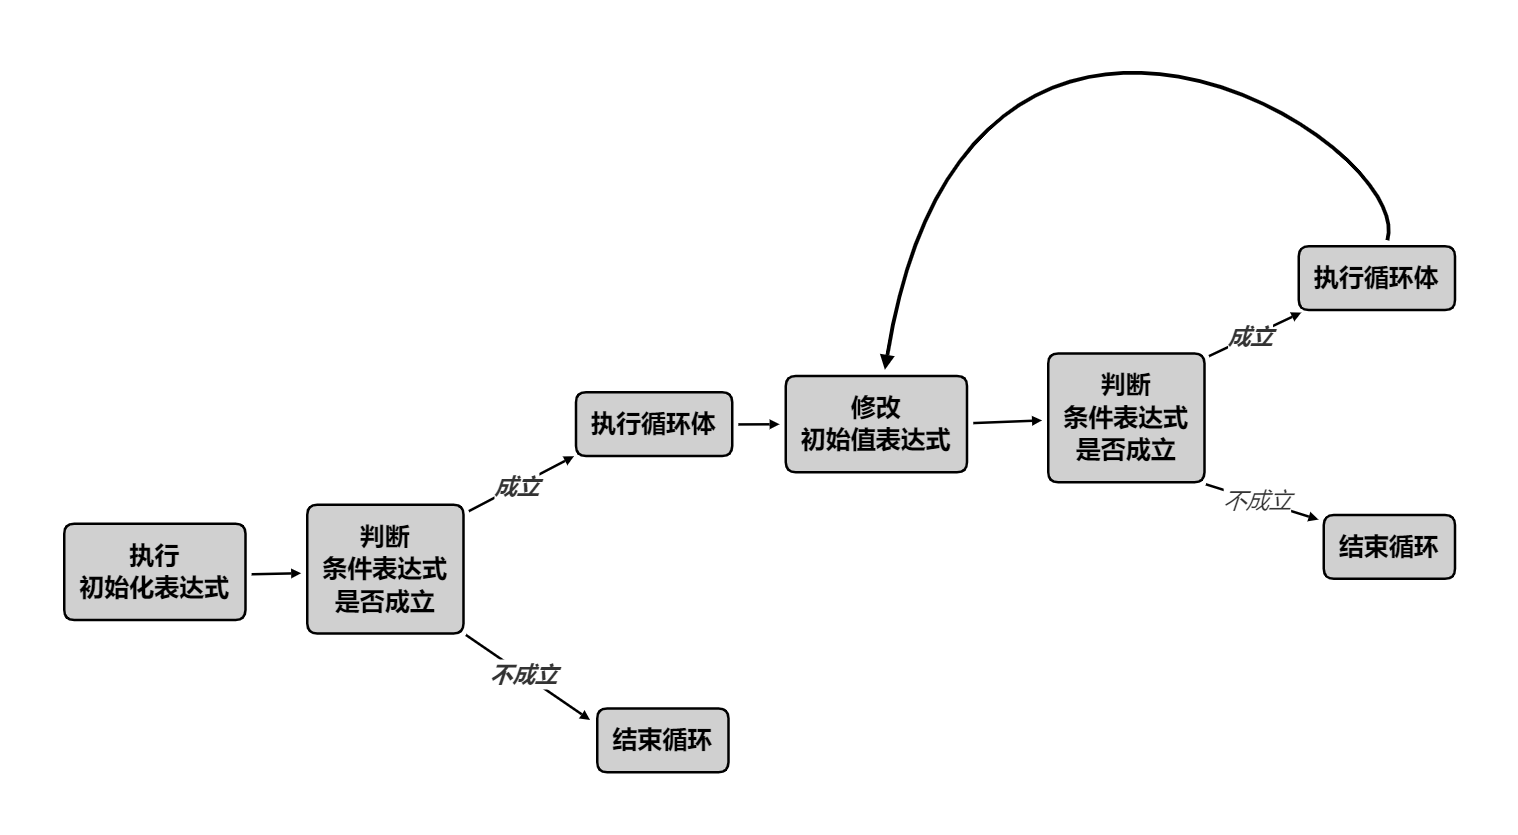 执行
初始化表达式
判断
条件表达式
是否成立
成立
不成立
执行循环体
结束循环
修改
初始值表达式
判断
条件表达式
是否成立
成立
不成立
执行循环体
结束循环